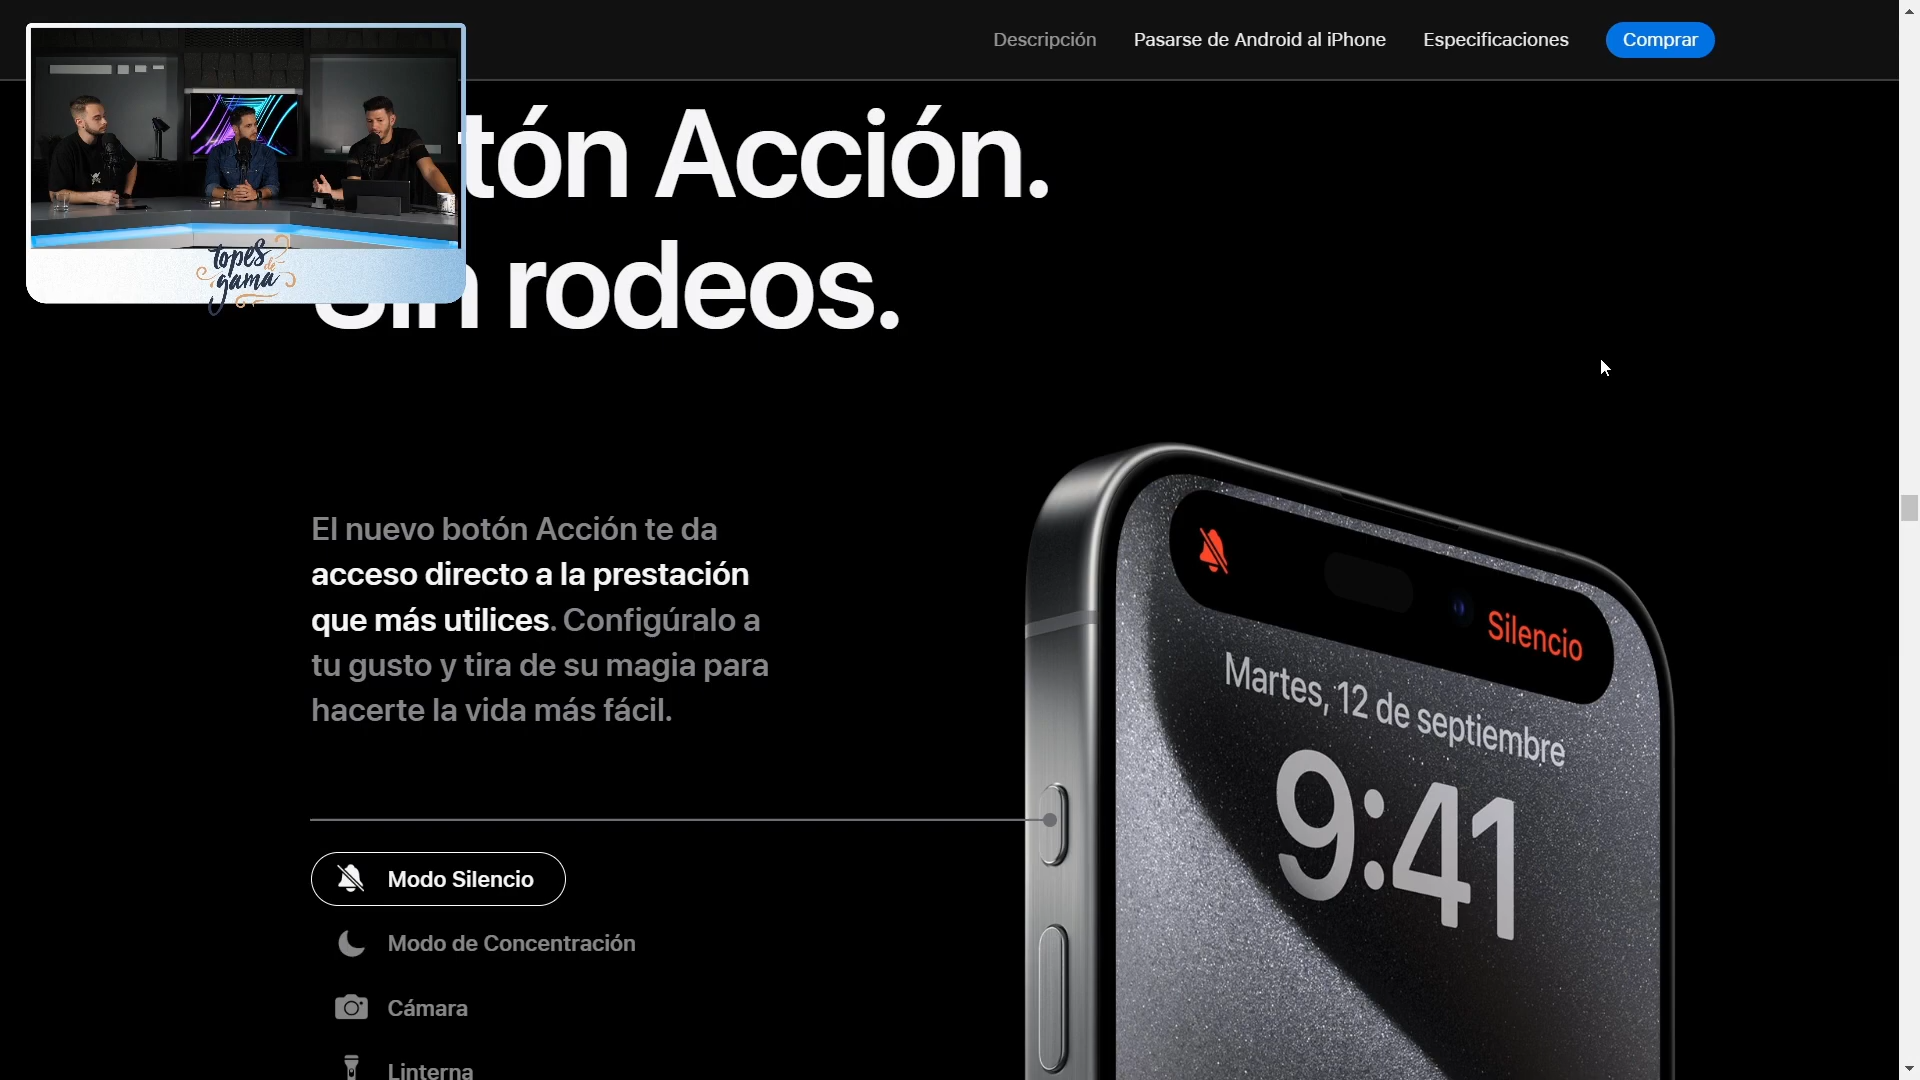 Descripción
Pasarse de Android al iPhone
Especificaciones
Comprar
topes
de
gama
tón Acción.
Sin rodeos.
El nuevo botón Acción te da
acceso directo a la prestación
que más utilices. Configúralo a
tu gusto y tira de su magia para
hacerte la vida más fácil.
Silencio
Martes, 12 de septiembre
9:41
Modo Silencio
Modo de Concentración
Cámara
Linterna